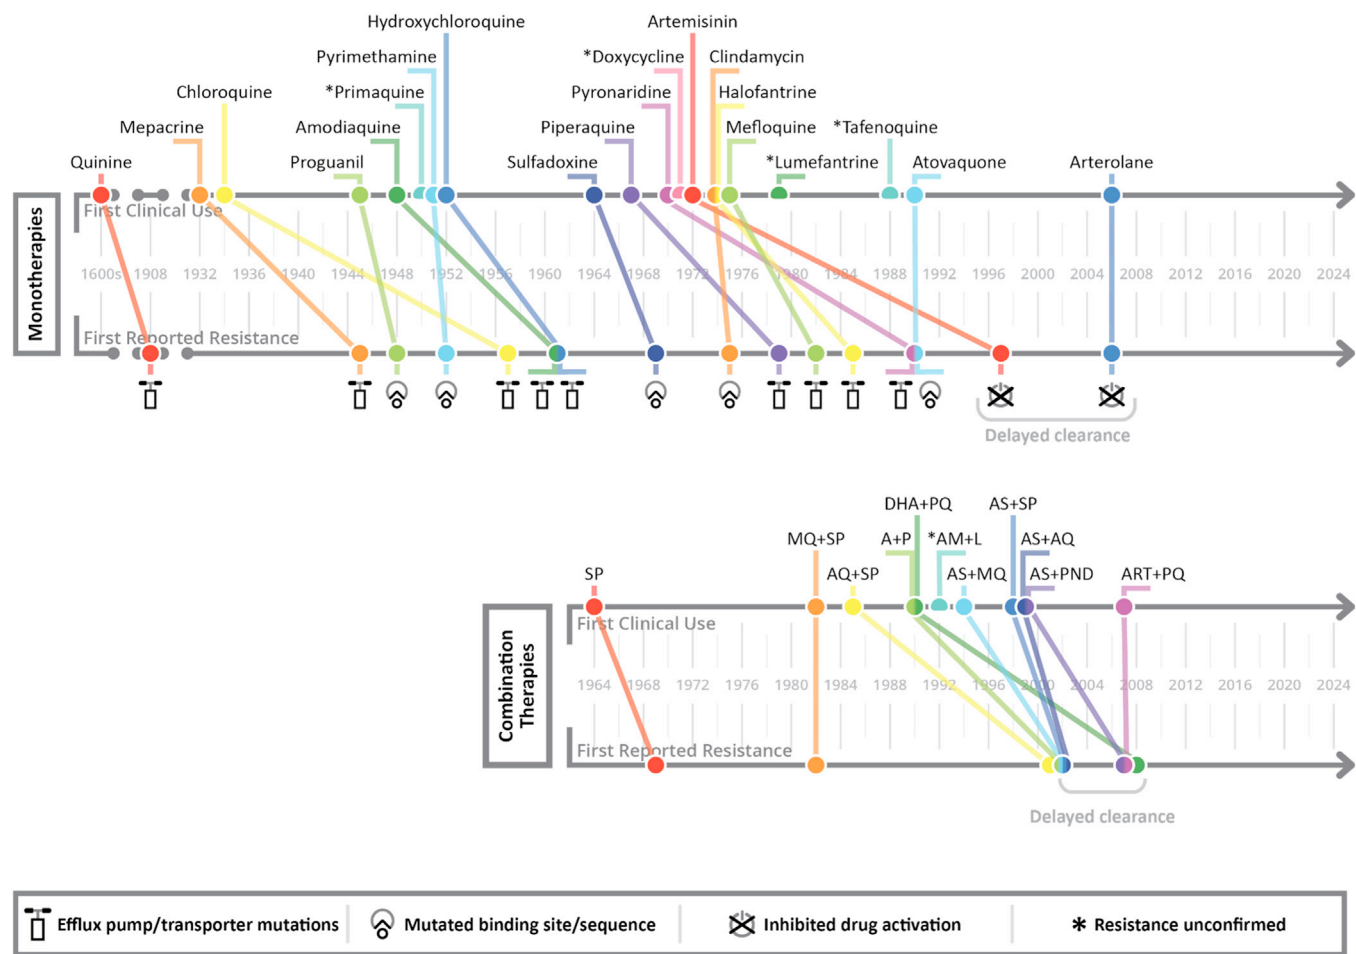 Hydroxychloroquine Artemisinin
Pyrimethamine *Doxycycline Clindamycin
Chloroquine *Primaquine Pyronaridine Halofantrine
Mepacrine Amodiaquine Piperaquine Mefloquine *Tafenoquine
Quinine Proguanil Sulfadoxine *Lumefantrine Atovaquone Arterolane
Monotherapies
First Clinical Use
1600s 1908 1932 1936 1940 1944 1948 1952 1956 1960 1964 1968 1972 1976 1980 1984 1988 1992 1996 2000 2004 2008 2012 2016 2020 2024
First Reported Resistance
Delayed clearance
DHA+PQ AS+SP
MQ+SP A+P *AM+L AS+AQ
SP AQ+SP AS+MQ AS+PND ART+PQ
Combination
Therapies
First Clinical Use
1964 1968 1972 1976 1980 1984 1988 1992 1996 2000 2004 2008 2012 2016 2020 2024
First Reported Resistance
Delayed clearance
Efflux pump/transporter mutations Mutated binding site/sequence Inhibited drug activation * Resistance unconfirmed